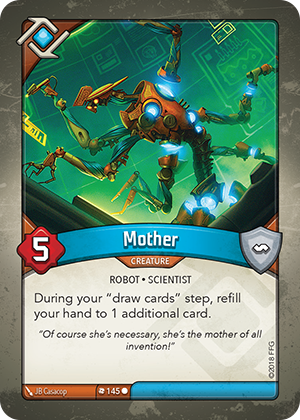 Mother
CREATURE
5
ROBOT • SCIENTIST
During your “draw cards” step, refill
your hand to 1 additional card.
“Of course she’s necessary, she’s the mother of all
invention!”
JB Casacop
145
©2018 FFG